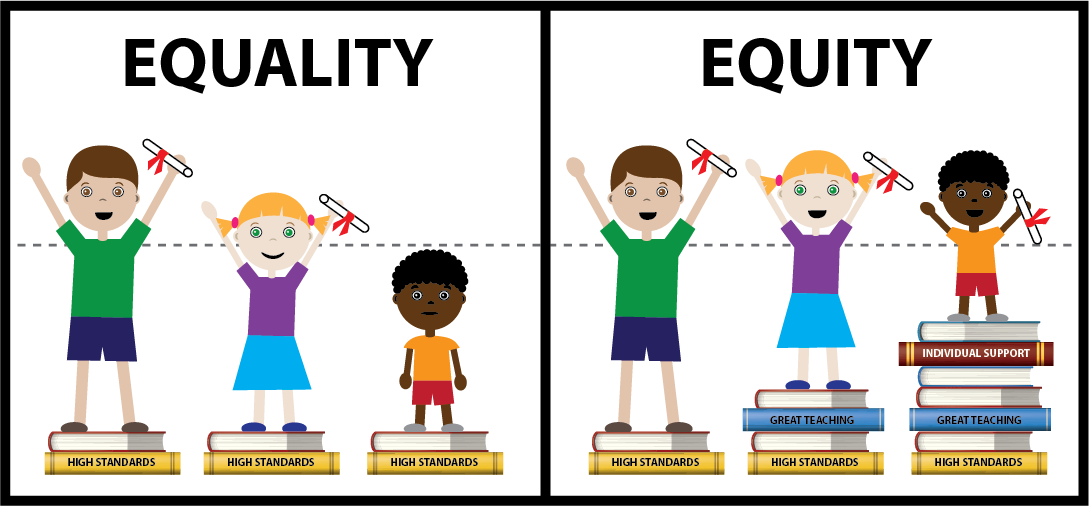 EQUALITY
HIGH STANDARDS
HIGH STANDARDS
HIGH STANDARDS
EQUITY
HIGH STANDARDS
GREAT TEACHING
HIGH STANDARDS
INDIVIDUAL SUPPORT
GREAT TEACHING
HIGH STANDARDS